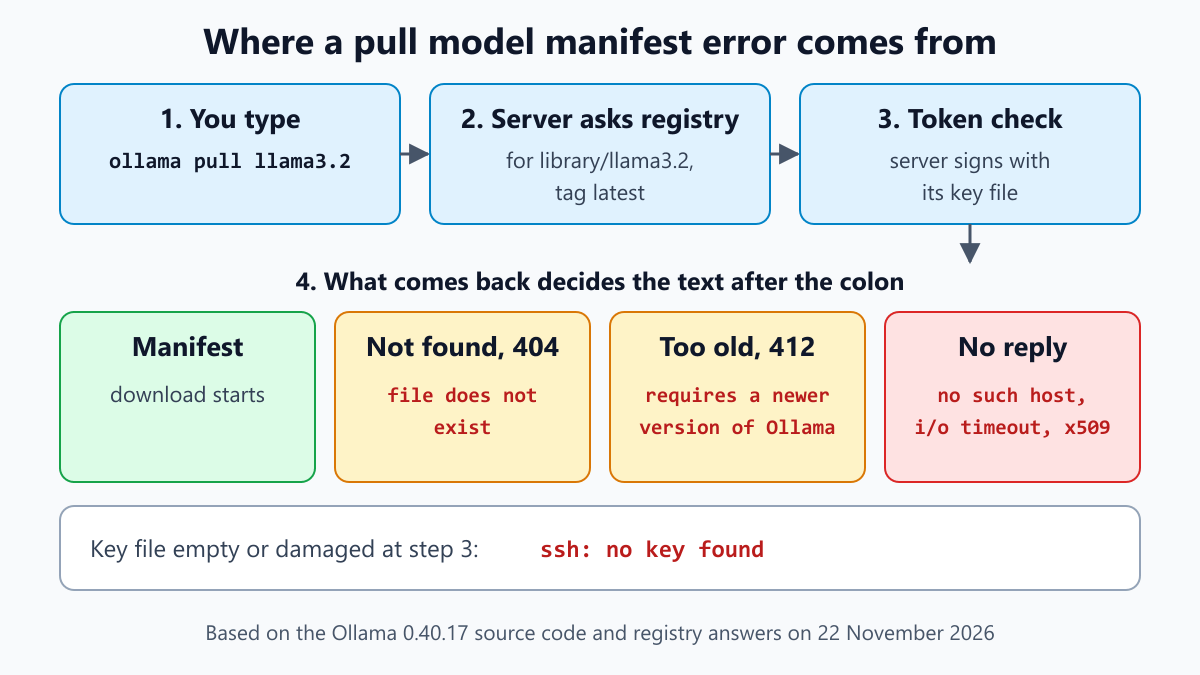 Where a pull model manifest error comes from
1. You type
ollama pull llama3.2
2. Server asks registry
for library/llama3.2,
tag latest
3. Token check
server signs with
its key file
4. What comes back decides the text after the colon
Manifest
download starts
Not found, 404
file does not
exist
Too old, 412
requires a newer
version of Ollama
No reply
no such host,
i/o timeout, x509
Key file empty or damaged at step 3: ssh: no key found
Based on the Ollama 0.40.17 source code and registry answers on 22 November 2026